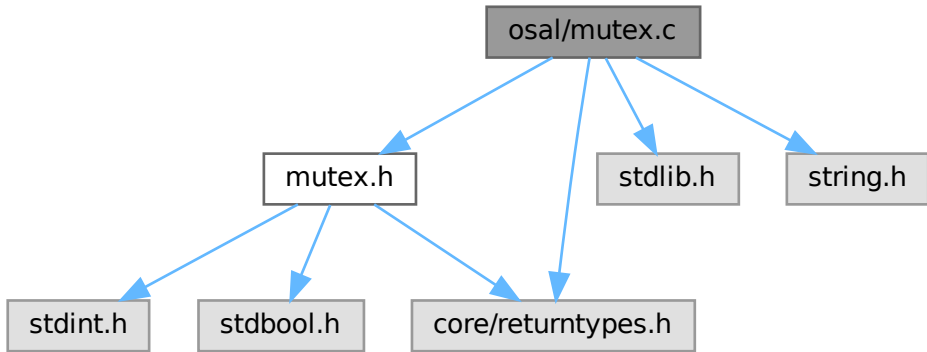 osal/mutex.c
mutex.h
stdlib.h
string.h
stdint.h
stdbool.h
core/returntypes.h